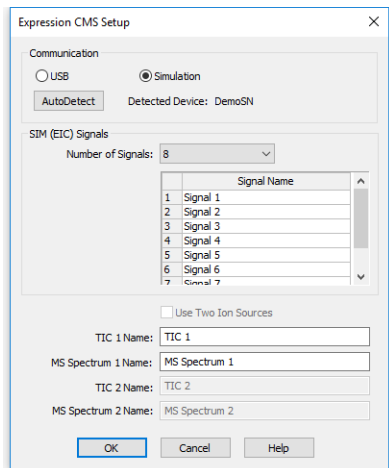 Expression CMS Setup
Communication
USB Simulation
AutoDetect Detected Device: DemoSN
SIM (EIC) Signals
Number of Signals: 8
Signal Name
1 Signal 1
2 Signal 2
3 Signal 3
4 Signal 4
5 Signal 5
6 Signal 6
7 Signal 7
Use Two Ion Sources
TIC 1 Name: TIC 1
MS Spectrum 1 Name: MS Spectrum 1
TIC 2 Name: TIC 2
MS Spectrum 2 Name: MS Spectrum 2
OK Cancel Help